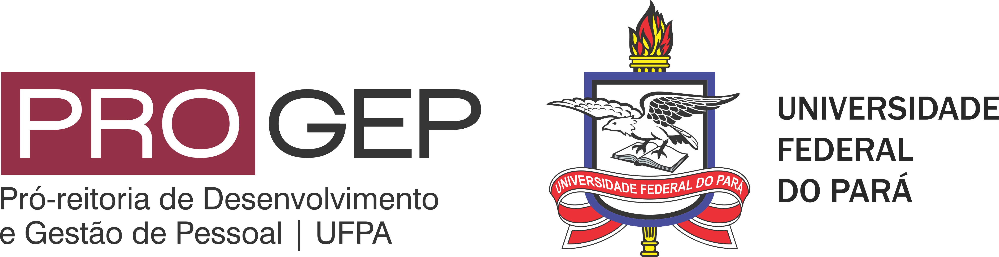 PROGEP
Pró-reitoria de Desenvolvimento
e Gestão de Pessoal | UFPA
UNIVERSIDADE FEDERAL DO PARÁ
UNIVERSIDADE
FEDERAL
DO PARÁ